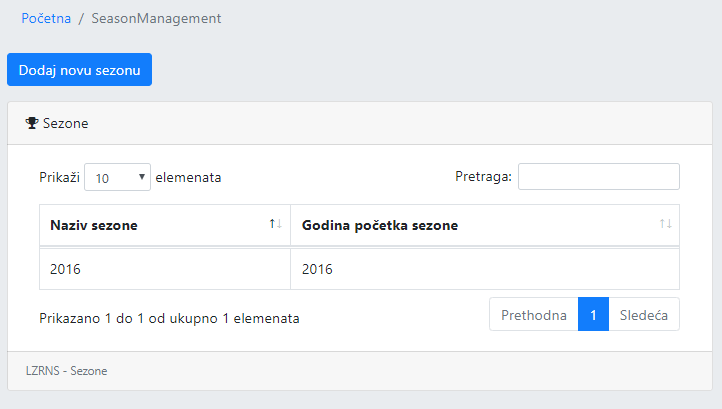 Početna / SeasonManagement
Dodaj novu sezonu
Sezone
Prikaži 10 elemenata Pretraga:
Naziv sezone Godina početka sezone
2016 2016
Prikazano 1 do 1 od ukupno 1 elemenata Prethodna 1 Sledeća
LZRNS - Sezone